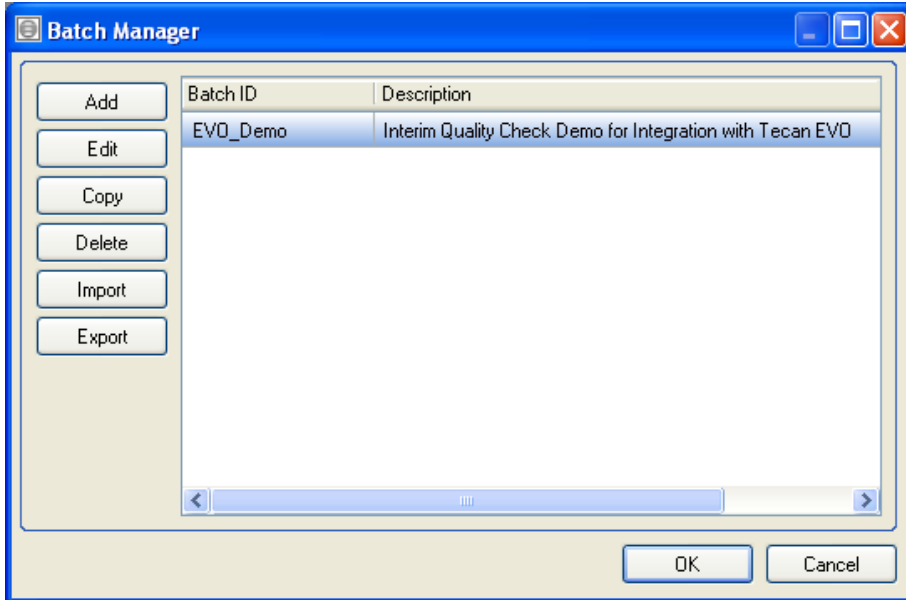 Batch Manager
Add
Edit
Copy
Delete
Import
Export
Batch ID Description
EVO_Demo Interim Quality Check Demo for Integration with Tecan EVO
OK Cancel